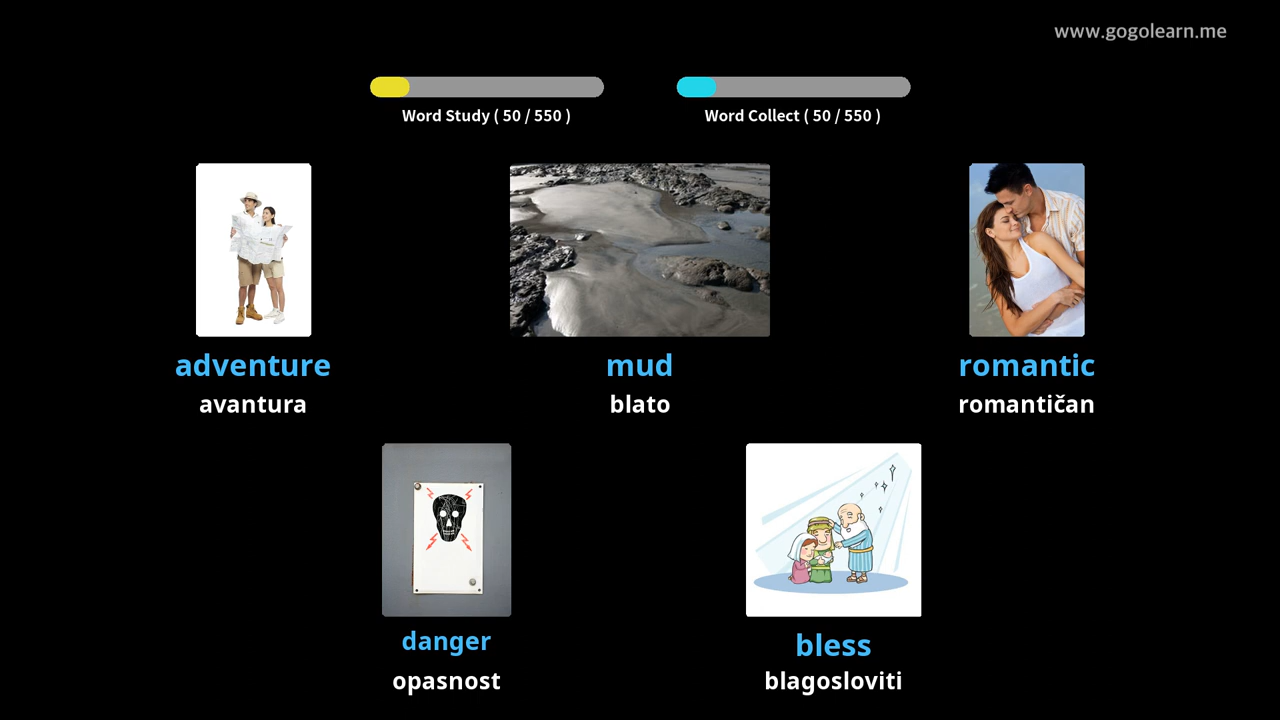 www.gogolearn.me
Word Study ( 50 / 550 )
Word Collect ( 50 / 550 )
adventure
avantura
mud
blato
romantic
romantičan
danger
opasnost
bless
blagosloviti